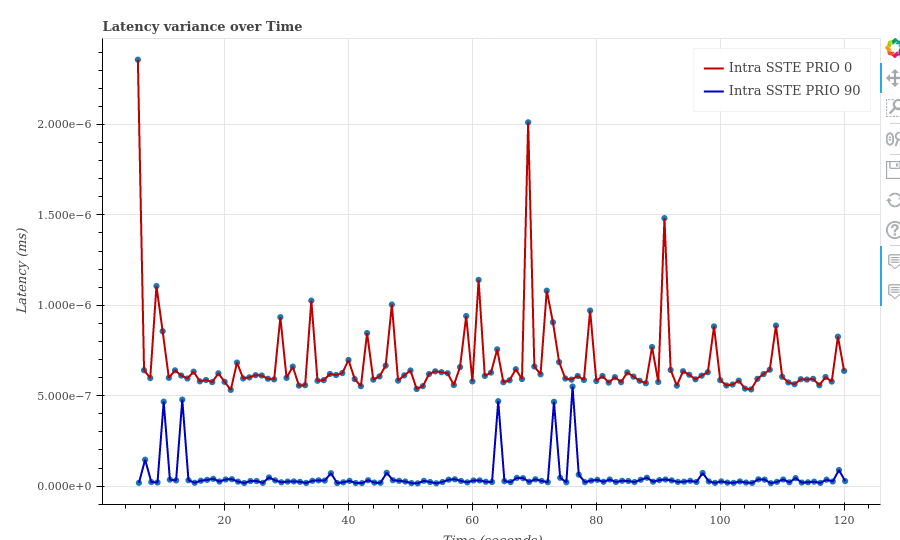 Latency variance over Time
Intra SSTE PRIO 0
Intra SSTE PRIO 90
Latency (ms)
2.000e−6
1.500e−6
1.000e−6
5.000e−7
0.000e+0
20
40
60
80
100
120
Time (seconds)